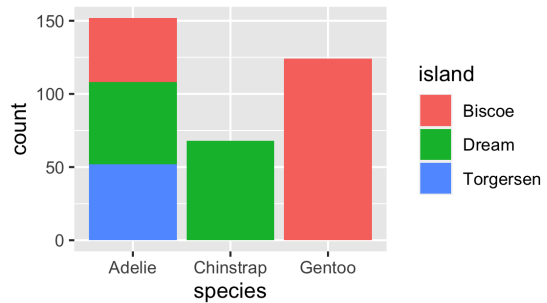 150
100
50
0
count
Adelie
Chinstrap
Gentoo
species
island
Biscoe
Dream
Torgersen